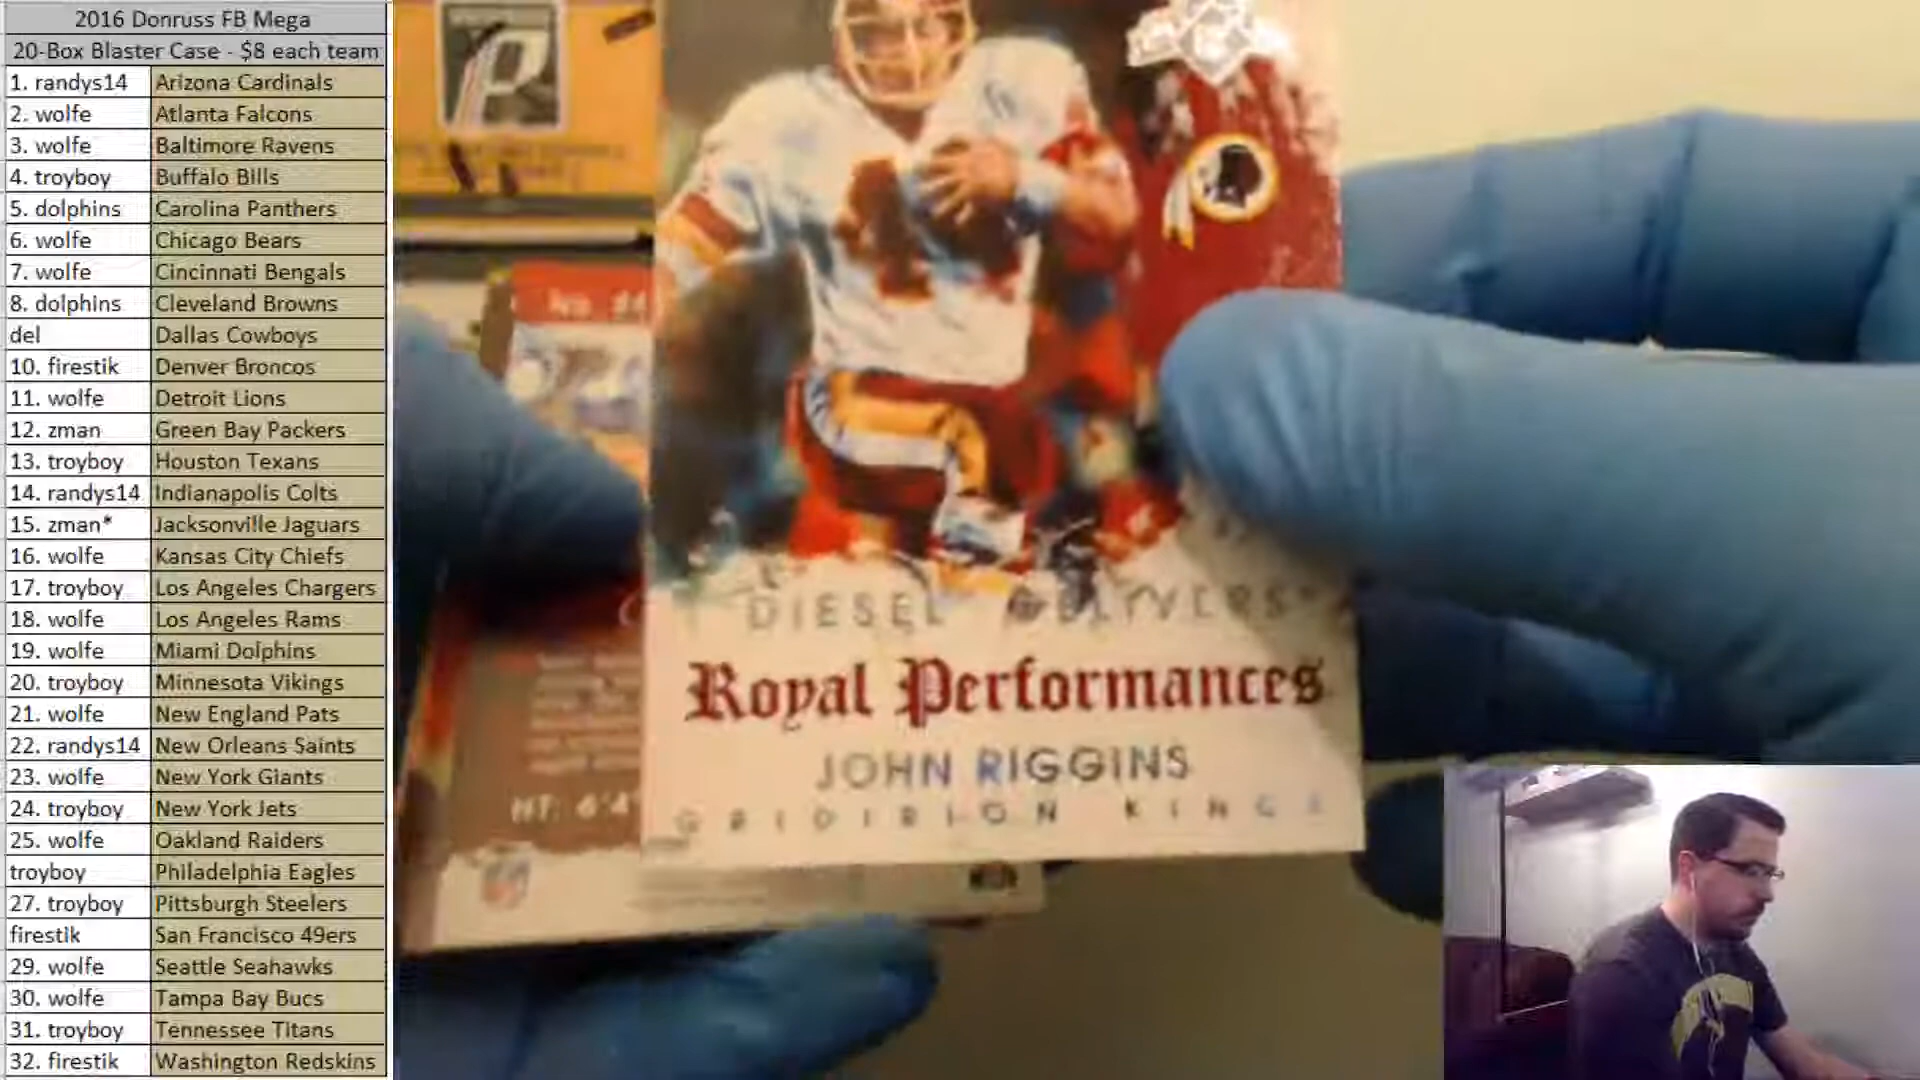 2016 Donruss FB Mega
20-Box Blaster Case - $8 each team
1. randys14 Arizona Cardinals
2. wolfe Atlanta Falcons
3. wolfe Baltimore Ravens
4. troyboy Buffalo Bills
5. dolphins Carolina Panthers
6. wolfe Chicago Bears
7. wolfe Cincinnati Bengals
8. dolphins Cleveland Browns
del Dallas Cowboys
10. firestik Denver Broncos
11. wolfe Detroit Lions
12. zman Green Bay Packers
13. troyboy Houston Texans
14. randys14 Indianapolis Colts
15. zman* Jacksonville Jaguars
16. wolfe Kansas City Chiefs
17. troyboy Los Angeles Chargers
18. wolfe Los Angeles Rams
19. wolfe Miami Dolphins
20. troyboy Minnesota Vikings
21. wolfe New England Pats
22. randys14 New Orleans Saints
23. wolfe New York Giants
24. troyboy New York Jets
25. wolfe Oakland Raiders
troyboy Philadelphia Eagles
27. troyboy Pittsburgh Steelers
firestik San Francisco 49ers
29. wolfe Seattle Seahawks
30. wolfe Tampa Bay Bucs
31. troyboy Tennessee Titans
32. firestik Washington Redskins
DIESEL DELIVERS
Royal Performances
JOHN RIGGINS
GRIDIRON KINGS
HT: 6'4"